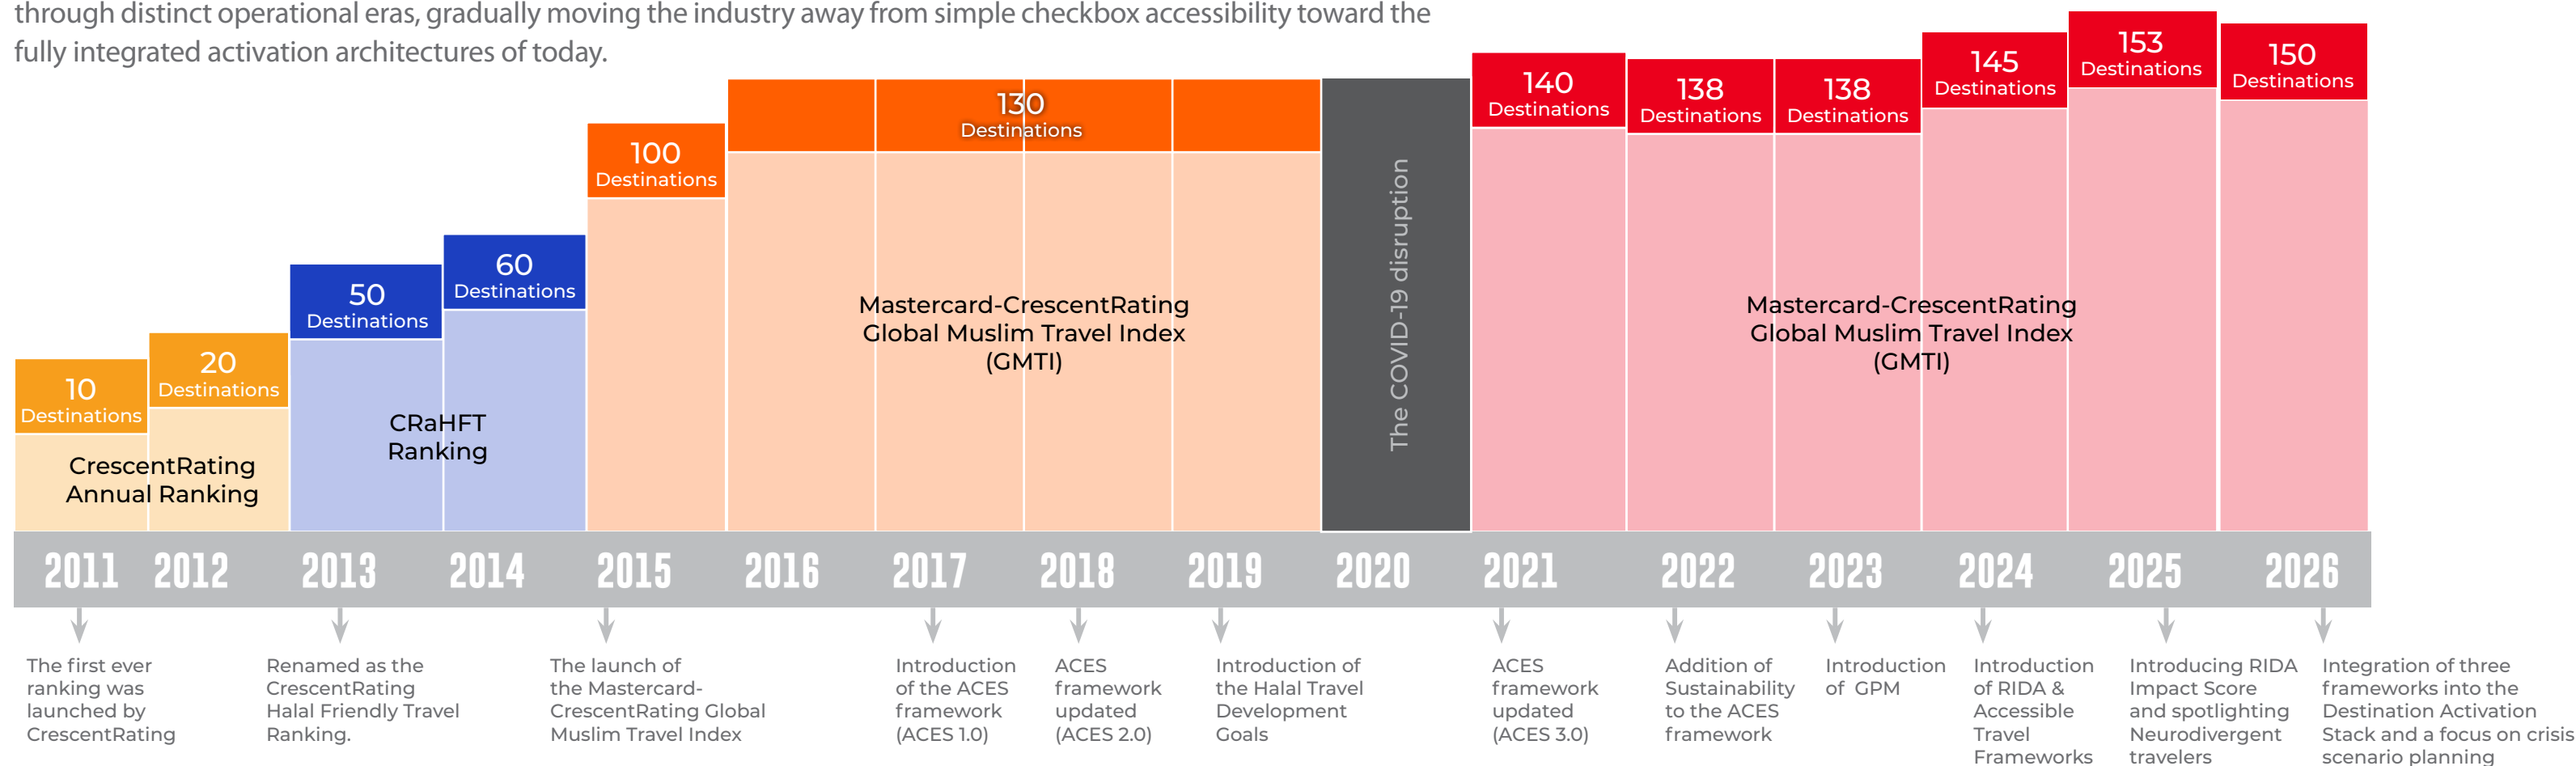 through distinct operational eras, gradually moving the industry away from simple checkbox accessibility toward the
fully integrated activation architectures of today.
10
Destinations
20
Destinations
CrescentRating
Annual Ranking
50
Destinations
60
Destinations
CRaHFT
Ranking
100
Destinations
130
Destinations
Mastercard-CrescentRating
Global Muslim Travel Index
(GMTI)
The COVID-19 disruption
140
Destinations
138
Destinations
138
Destinations
145
Destinations
153
Destinations
150
Destinations
Mastercard-CrescentRating
Global Muslim Travel Index
(GMTI)
2011 2012 2013 2014 2015 2016 2017 2018 2019 2020 2021 2022 2023 2024 2025 2026
The first ever
ranking was
launched by
CrescentRating
Renamed as the
CrescentRating
Halal Friendly Travel
Ranking.
The launch of
the Mastercard-
CrescentRating Global
Muslim Travel Index
Introduction
of the ACES
framework
(ACES 1.0)
ACES
framework
updated
(ACES 2.0)
Introduction of
the Halal Travel
Development
Goals
ACES
framework
updated
(ACES 3.0)
Addition of
Sustainability
to the ACES
framework
Introduction
of GPM
Introduction
of RIDA &
Accessible
Travel
Frameworks
Introducing RIDA
Impact Score
and spotlighting
Neurodivergent
travelers
Integration of three
frameworks into the
Destination Activation
Stack and a focus on crisis
scenario planning